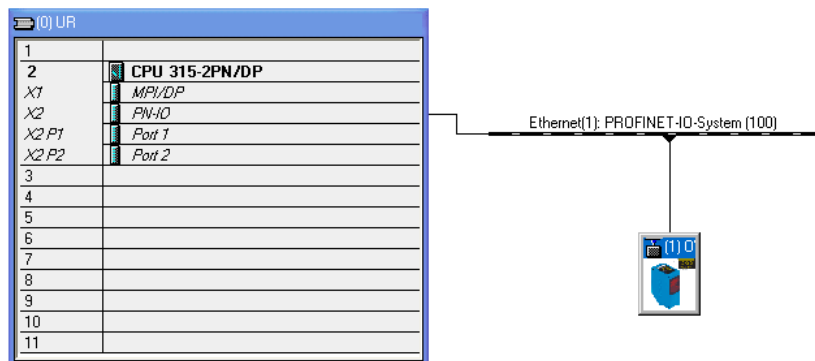 (0) UR
1
2 CPU 315-2PN/DP
X1 MPI/DP
X2 PN-IO
X2 P1 Port 1
X2 P2 Port 2
3
4
5
6
7
8
9
10
11
Ethernet(1): PROFINET-IO-System (100)
(1)